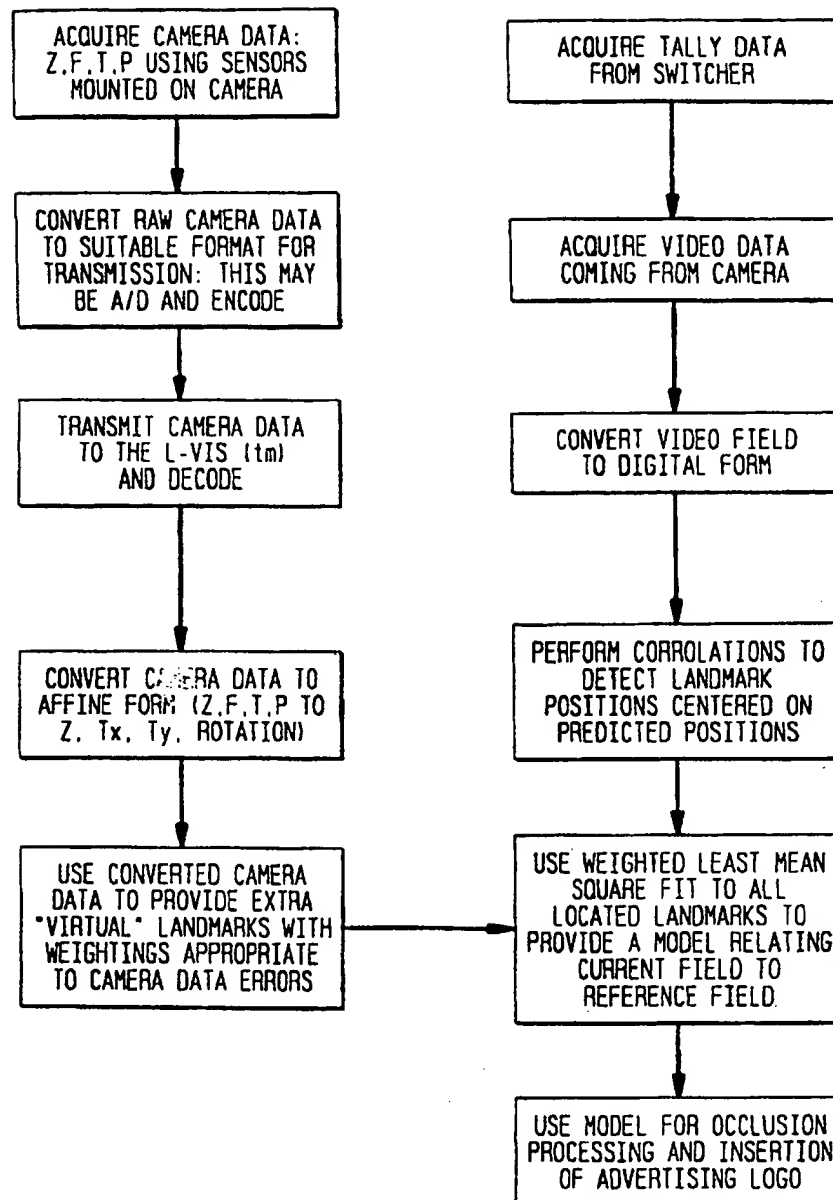 ACQUIRE CAMERA DATA:
Z,F,T,P USING SENSORS
MOUNTED ON CAMERA
CONVERT RAW CAMERA DATA
TO SUITABLE FORMAT FOR
TRANSMISSION: THIS MAY
BE A/D AND ENCODE
TRANSMIT CAMERA DATA
TO THE L-VIS (tm)
AND DECODE
CONVERT CAMERA DATA TO
AFFINE FORM (Z,F,T,P TO
Z, Tx, Ty, ROTATION)
USE CONVERTED CAMERA
DATA TO PROVIDE EXTRA
"VIRTUAL" LANDMARKS WITH
WEIGHTINGS APPROPRIATE
TO CAMERA DATA ERRORS
ACQUIRE TALLY DATA
FROM SWITCHER
ACQUIRE VIDEO DATA
COMING FROM CAMERA
CONVERT VIDEO FIELD
TO DIGITAL FORM
PERFORM CORROLATIONS TO
DETECT LANDMARK
POSITIONS CENTERED ON
PREDICTED POSITIONS
USE WEIGHTED LEAST MEAN
SQUARE FIT TO ALL
LOCATED LANDMARKS TO
PROVIDE A MODEL RELATING
CURRENT FIELD TO
REFERENCE FIELD.
USE MODEL FOR OCCLUSION
PROCESSING AND INSERTION
OF ADVERTISING LOGO